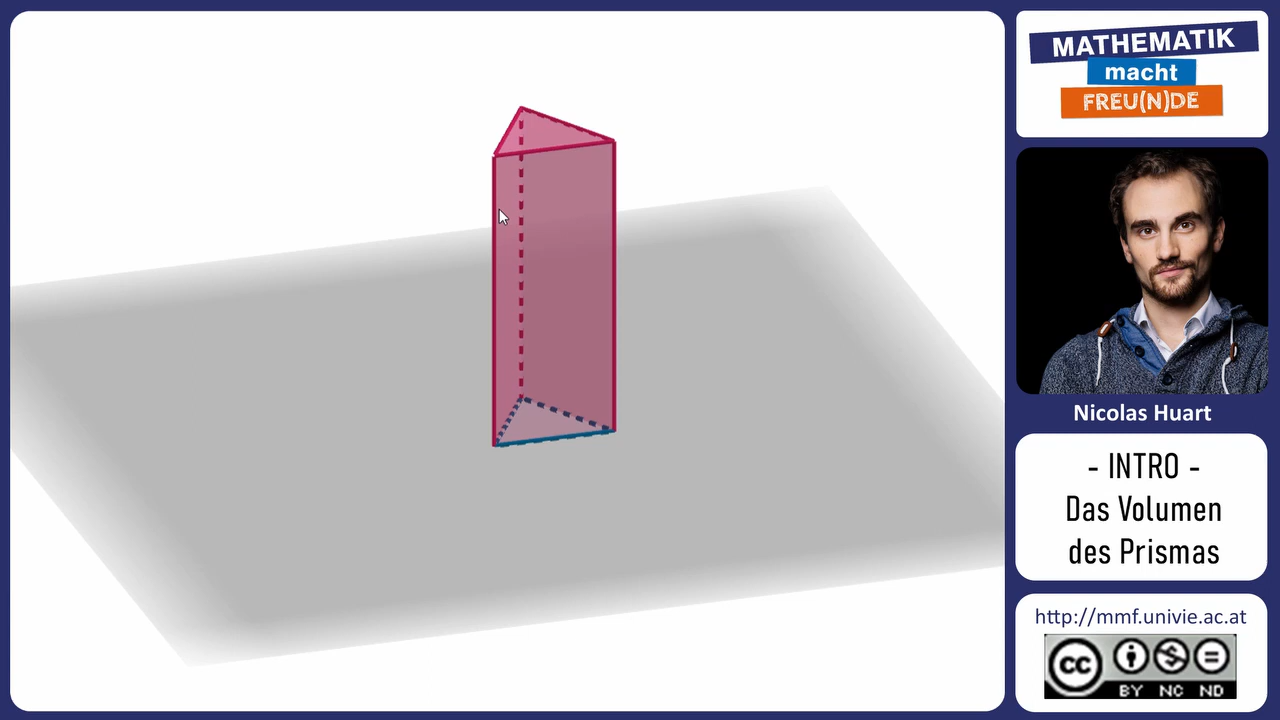 MATHEMATIK
macht
FREU(N)DE
Nicolas Huart
- INTRO -
Das Volumen
des Prismas
http://mmf.univie.ac.at
cc
BY NC ND